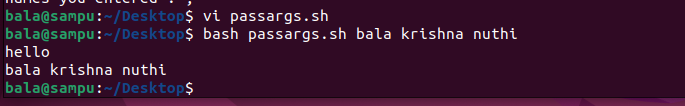 bala@sampu:~/Desktop$ vi passargs.sh
bala@sampu:~/Desktop$ bash passargs.sh bala krishna nuthi
hello
bala krishna nuthi
bala@sampu:~/Desktop$